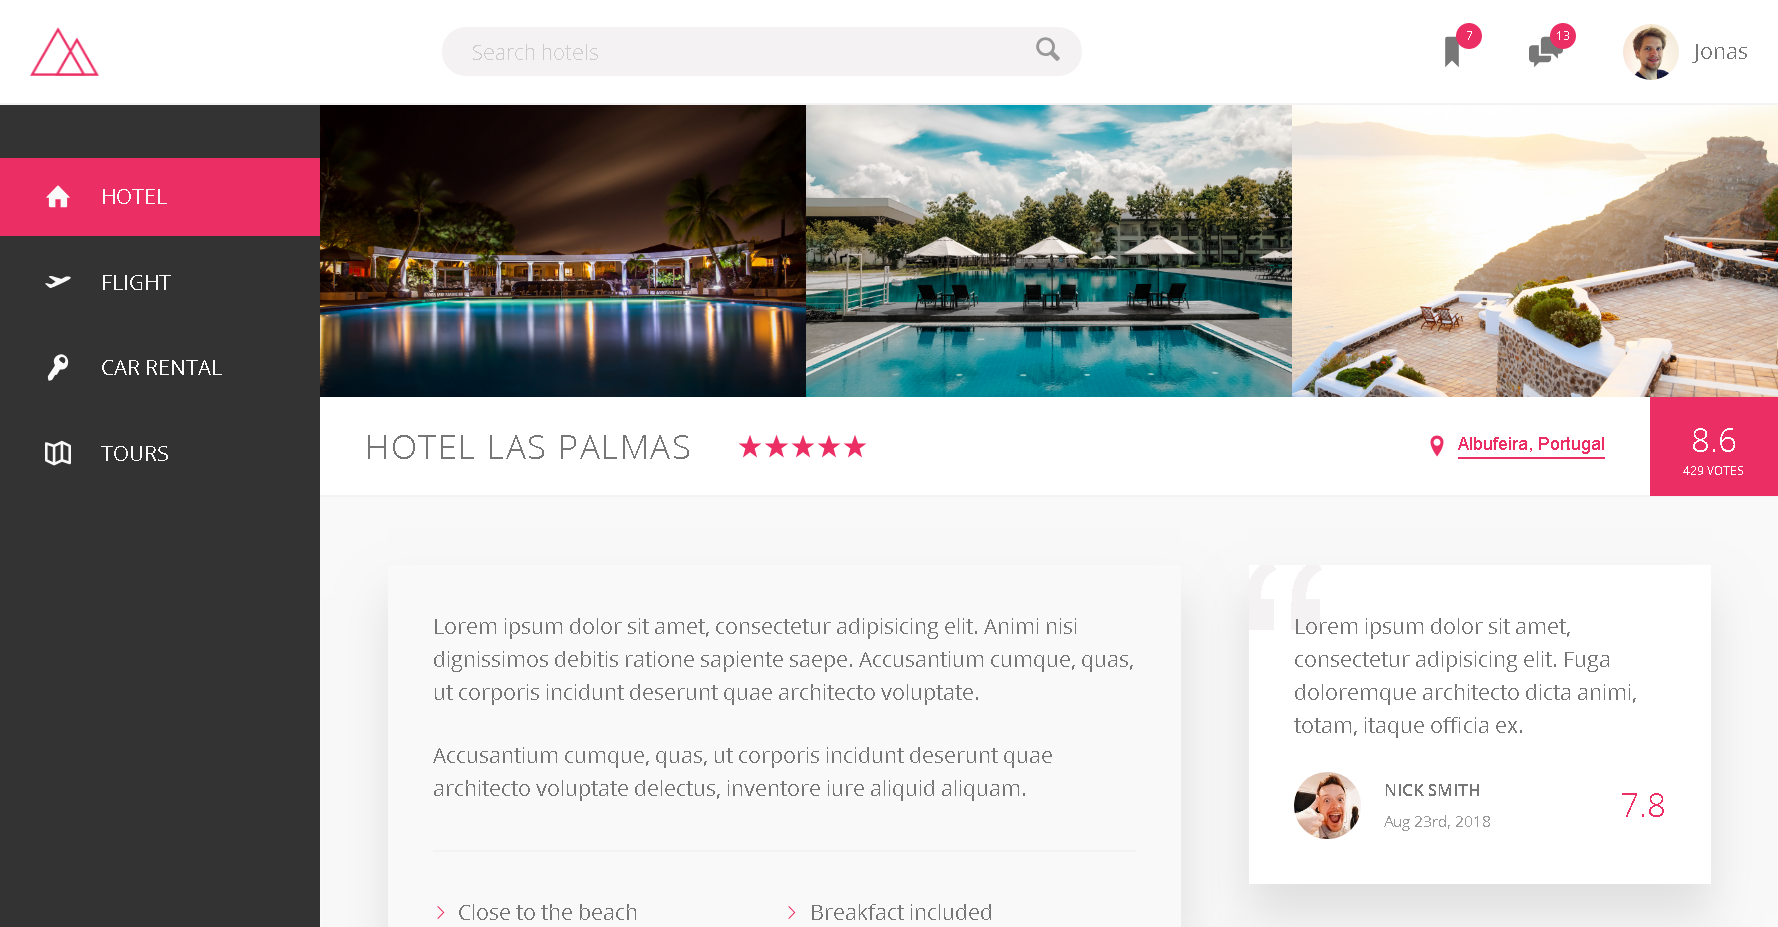 Search hotels
7
13
Jonas
HOTEL
FLIGHT
CAR RENTAL
TOURS
HOTEL LAS PALMAS
Albufeira, Portugal
8.6
429 VOTES
Lorem ipsum dolor sit amet, consectetur adipisicing elit. Animi nisi
dignissimos debitis ratione sapiente saepe. Accusantium cumque, quas,
ut corporis incidunt deserunt quae architecto voluptate.
Accusantium cumque, quas, ut corporis incidunt deserunt quae
architecto voluptate delectus, inventore iure aliquid aliquam.
Close to the beach
Breakfact included
“
Lorem ipsum dolor sit amet,
consectetur adipisicing elit. Fuga
doloremque architecto dicta animi,
totam, itaque officia ex.
NICK SMITH
Aug 23rd, 2018
7.8